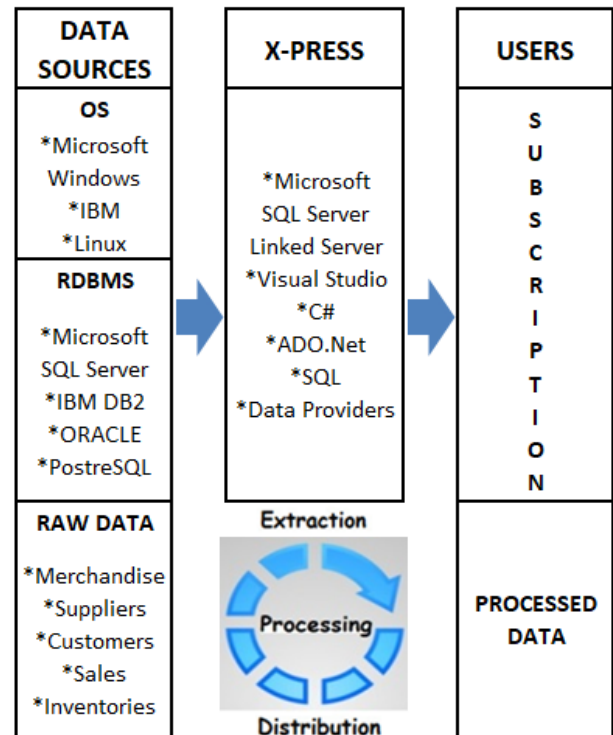 DATA
SOURCES
OS
*Microsoft
Windows
*IBM
*Linux
RDBMS
*Microsoft
SQL Server
*IBM DB2
*ORACLE
*PostreSQL
RAW DATA
*Merchandise
*Suppliers
*Customers
*Sales
*Inventories
X-PRESS
*Microsoft
SQL Server
Linked Server
*Visual Studio
*C#
*ADO.Net
*SQL
*Data Providers
Extraction
Processing
Distribution
USERS
S
U
B
S
C
R
I
P
T
I
O
N
PROCESSED
DATA